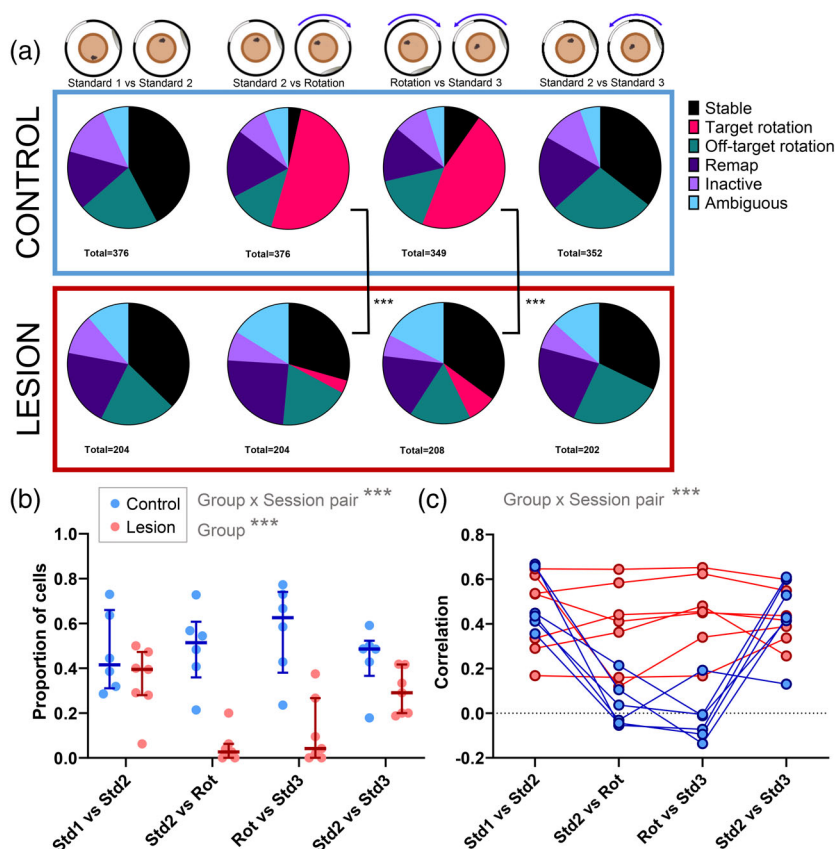 (a)
Standard 1 vs Standard 2
Standard 2 vs Rotation
Rotation vs Standard 3
Standard 2 vs Standard 3
CONTROL
Stable
Target rotation
Off-target rotation
Remap
Inactive
Ambiguous
Total=376
Total=376
Total=349
Total=352
***
***
LESION
Total=204
Total=204
Total=208
Total=202
(b)
Control
Lesion
Group x Session pair ***
Group ***
Proportion of cells
1.0
0.8
0.6
0.4
0.2
0.0
Std1 vs Std2
Std2 vs Rot
Rot vs Std3
Std2 vs Std3
(c)
Group x Session pair ***
Correlation
0.8
0.6
0.4
0.2
0.0
-0.2
Std1 vs Std2
Std2 vs Rot
Rot vs Std3
Std2 vs Std3